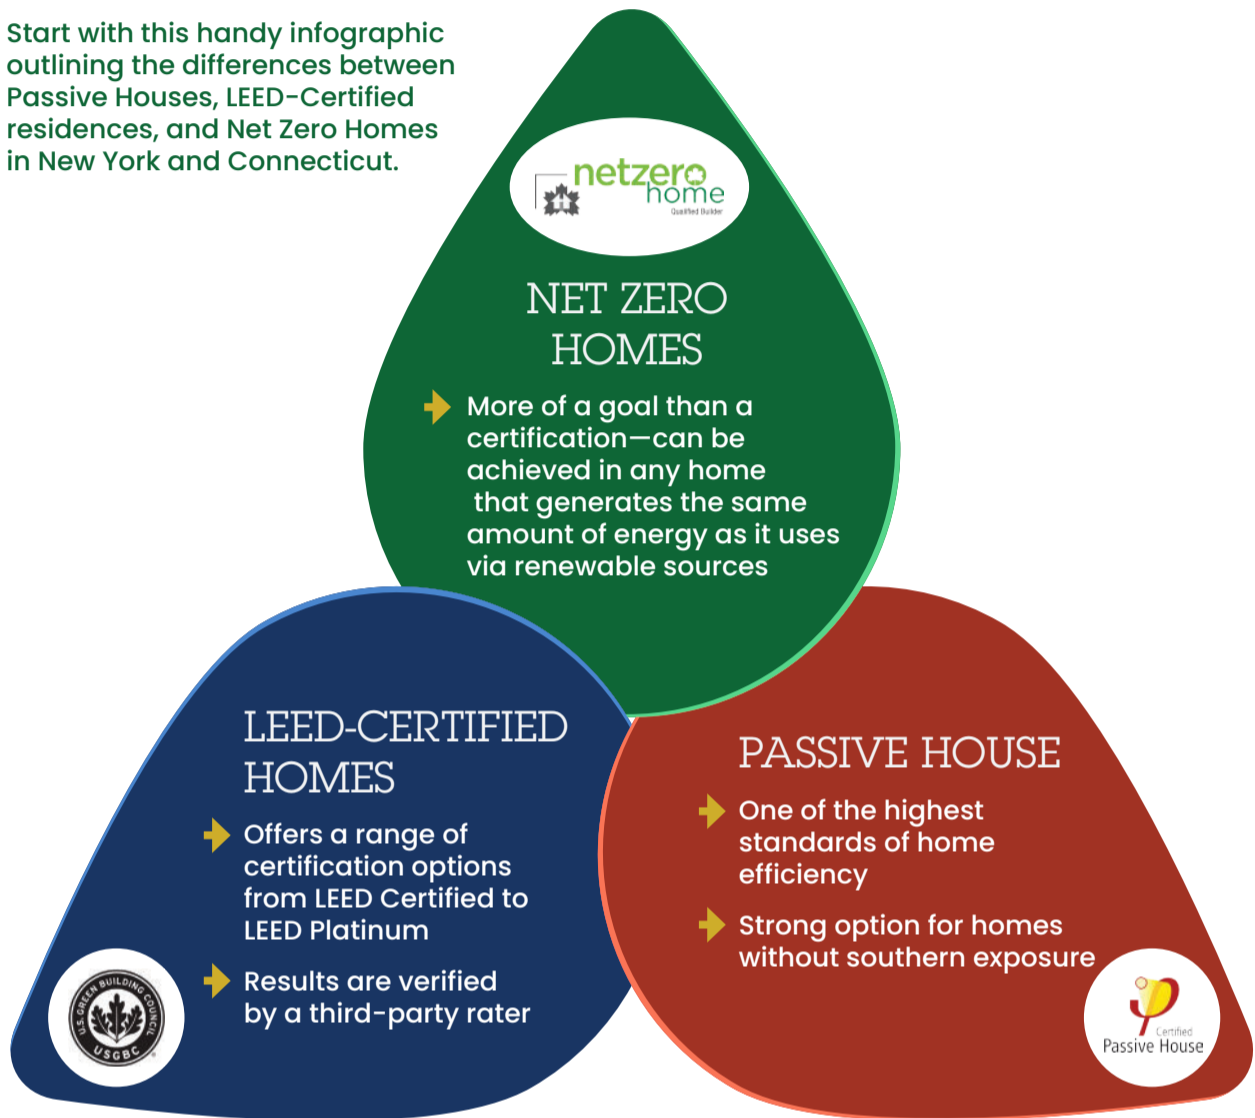 Start with this handy infographic
outlining the differences between
Passive Houses, LEED-Certified
residences, and Net Zero Homes
in New York and Connecticut.
netzero
home
Qualified Builder
NET ZERO
HOMES
More of a goal than a
certification—can be
achieved in any home
that generates the same
amount of energy as it uses
via renewable sources
LEED-CERTIFIED
HOMES
Offers a range of
certification options
from LEED Certified to
LEED Platinum
Results are verified
by a third-party rater
U.S. GREEN BUILDING COUNCIL
USGBC
®
PASSIVE HOUSE
One of the highest
standards of home
efficiency
Strong option for homes
without southern exposure
Certified
Passive House